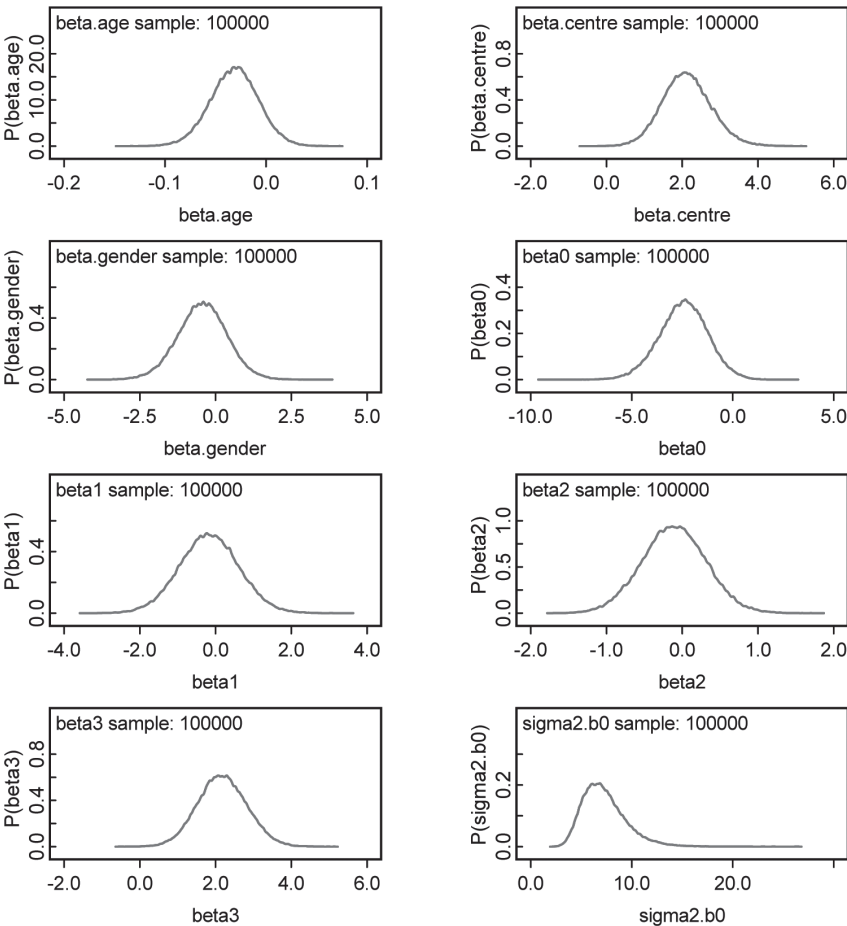 beta.age sample: 100000
P(beta.age)
0.0 10.0 20.0
-0.2 -0.1 0.0 0.1
beta.age
beta.centre sample: 100000
P(beta.centre)
0.0 0.4 0.8
-2.0 0.0 2.0 4.0 6.0
beta.centre
beta.gender sample: 100000
P(beta.gender)
0.0 0.4
-5.0 -2.5 0.0 2.5 5.0
beta.gender
beta0 sample: 100000
P(beta0)
0.0 0.2 0.4
-10.0 -5.0 0.0 5.0
beta0
beta1 sample: 100000
P(beta1)
0.0 0.4
-4.0 -2.0 0.0 2.0 4.0
beta1
beta2 sample: 100000
P(beta2)
0.0 0.5 1.0
-2.0 -1.0 0.0 1.0 2.0
beta2
beta3 sample: 100000
P(beta3)
0.0 0.4 0.8
-2.0 0.0 2.0 4.0 6.0
beta3
sigma2.b0 sample: 100000
P(sigma2.b0)
0.0 0.2
0.0 10.0 20.0
sigma2.b0